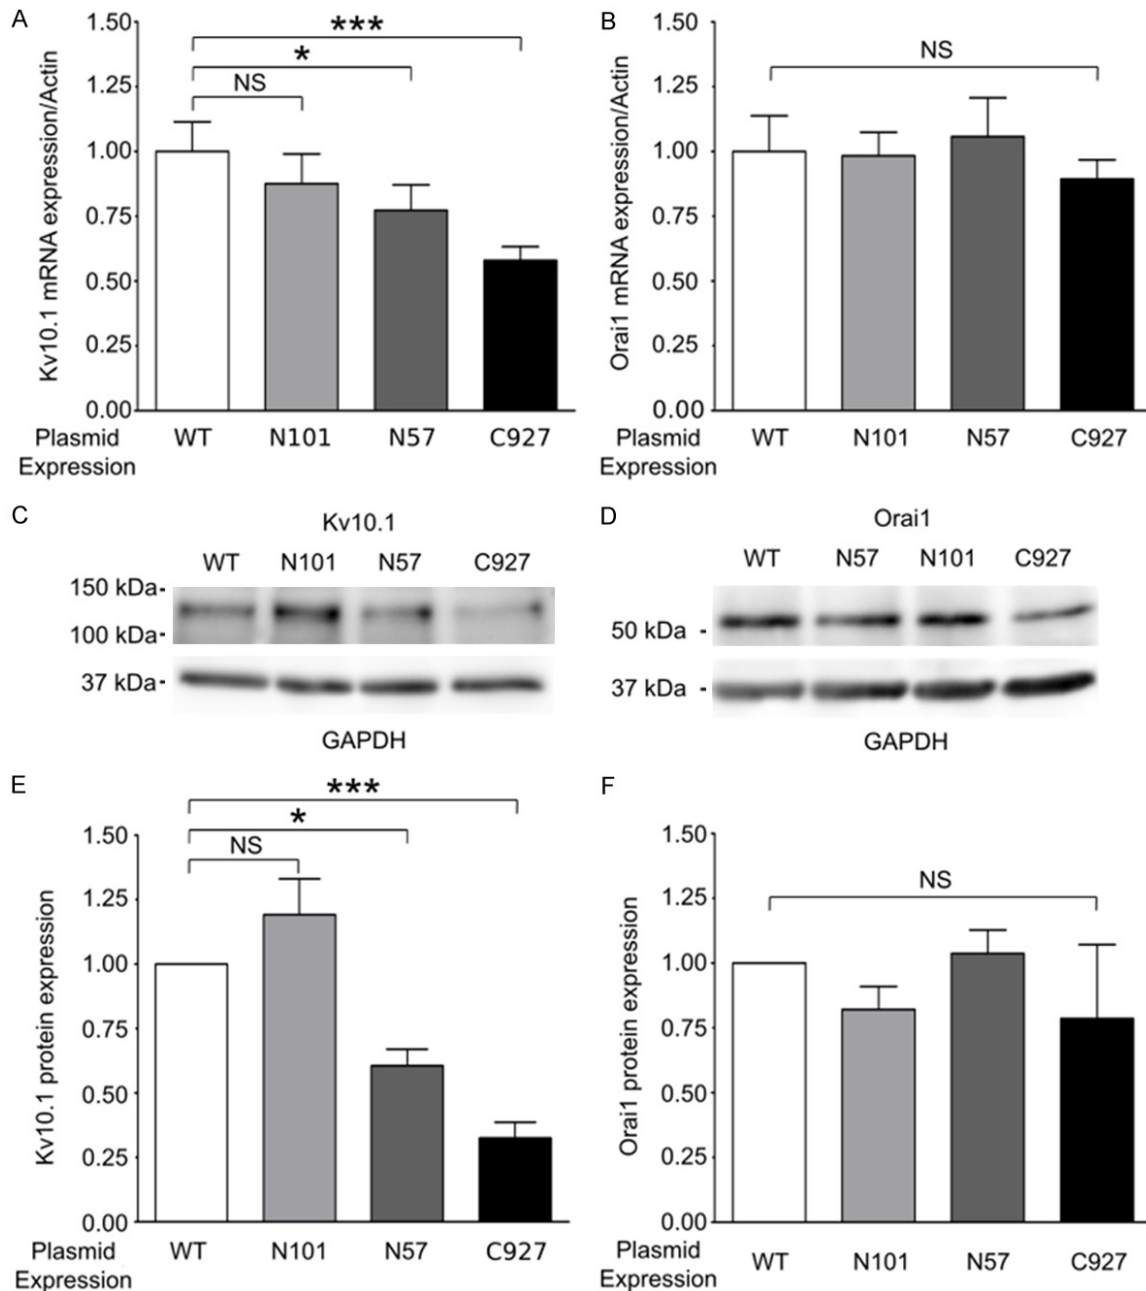 A
Kv10.1 mRNA expression/Actin
1.50
1.25
1.00
0.75
0.50
0.25
0.00
***
*
NS
Plasmid
Expression
WT N101 N57 C927
B
Orai1 mRNA expression/Actin
1.50
1.25
1.00
0.75
0.50
0.25
0.00
NS
Plasmid
Expression
WT N101 N57 C927
C
Kv10.1
WT N101 N57 C927
150 kDa-
100 kDa-
37 kDa-
GAPDH
D
Orai1
WT N57 N101 C927
50 kDa -
37 kDa -
GAPDH
E
Kv10.1 protein expression
1.50
1.25
1.00
0.75
0.50
0.25
0.00
***
*
NS
Plasmid
Expression
WT N101 N57 C927
F
Orai1 protein expression
1.50
1.25
1.00
0.75
0.50
0.25
0.00
NS
Plasmid
Expression
WT N101 N57 C927